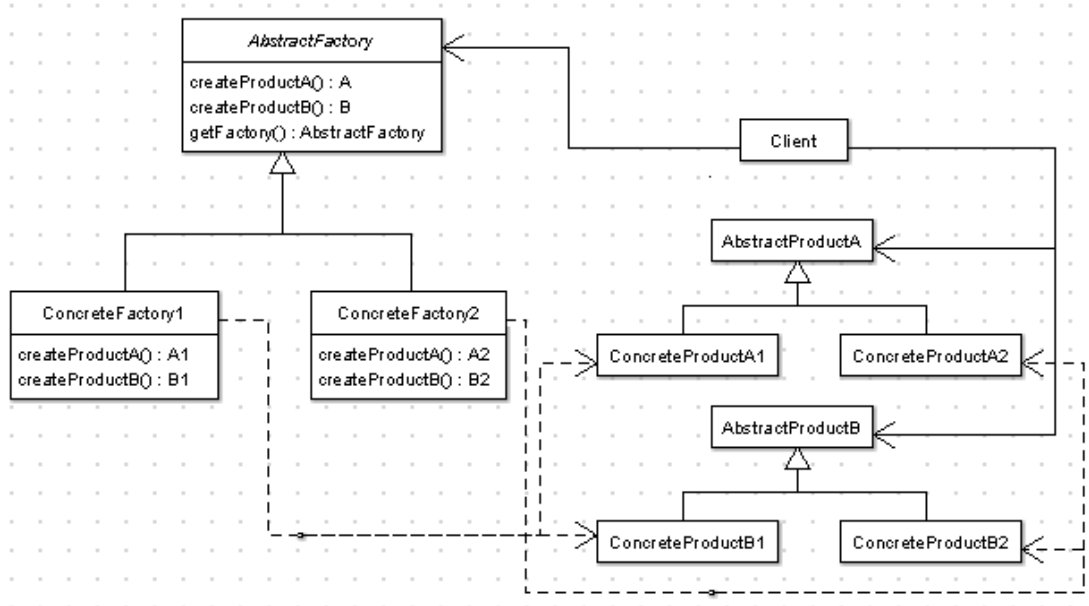 AbstractFactory
createProductA() : A
createProductB() : B
getFactory() : AbstractFactory
Client
AbstractProductA
ConcreteFactory1
createProductA() : A1
createProductB() : B1
ConcreteFactory2
createProductA() : A2
createProductB() : B2
ConcreteProductA1
ConcreteProductA2
AbstractProductB
ConcreteProductB1
ConcreteProductB2